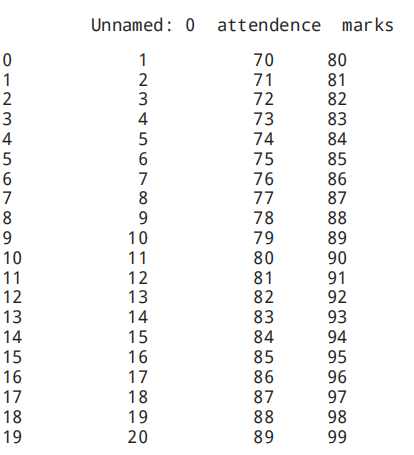 Unnamed: 0 attendence marks
0 1 70 80
1 2 71 81
2 3 72 82
3 4 73 83
4 5 74 84
5 6 75 85
6 7 76 86
7 8 77 87
8 9 78 88
9 10 79 89
10 11 80 90
11 12 81 91
12 13 82 92
13 14 83 93
14 15 84 94
15 16 85 95
16 17 86 96
17 18 87 97
18 19 88 98
19 20 89 99